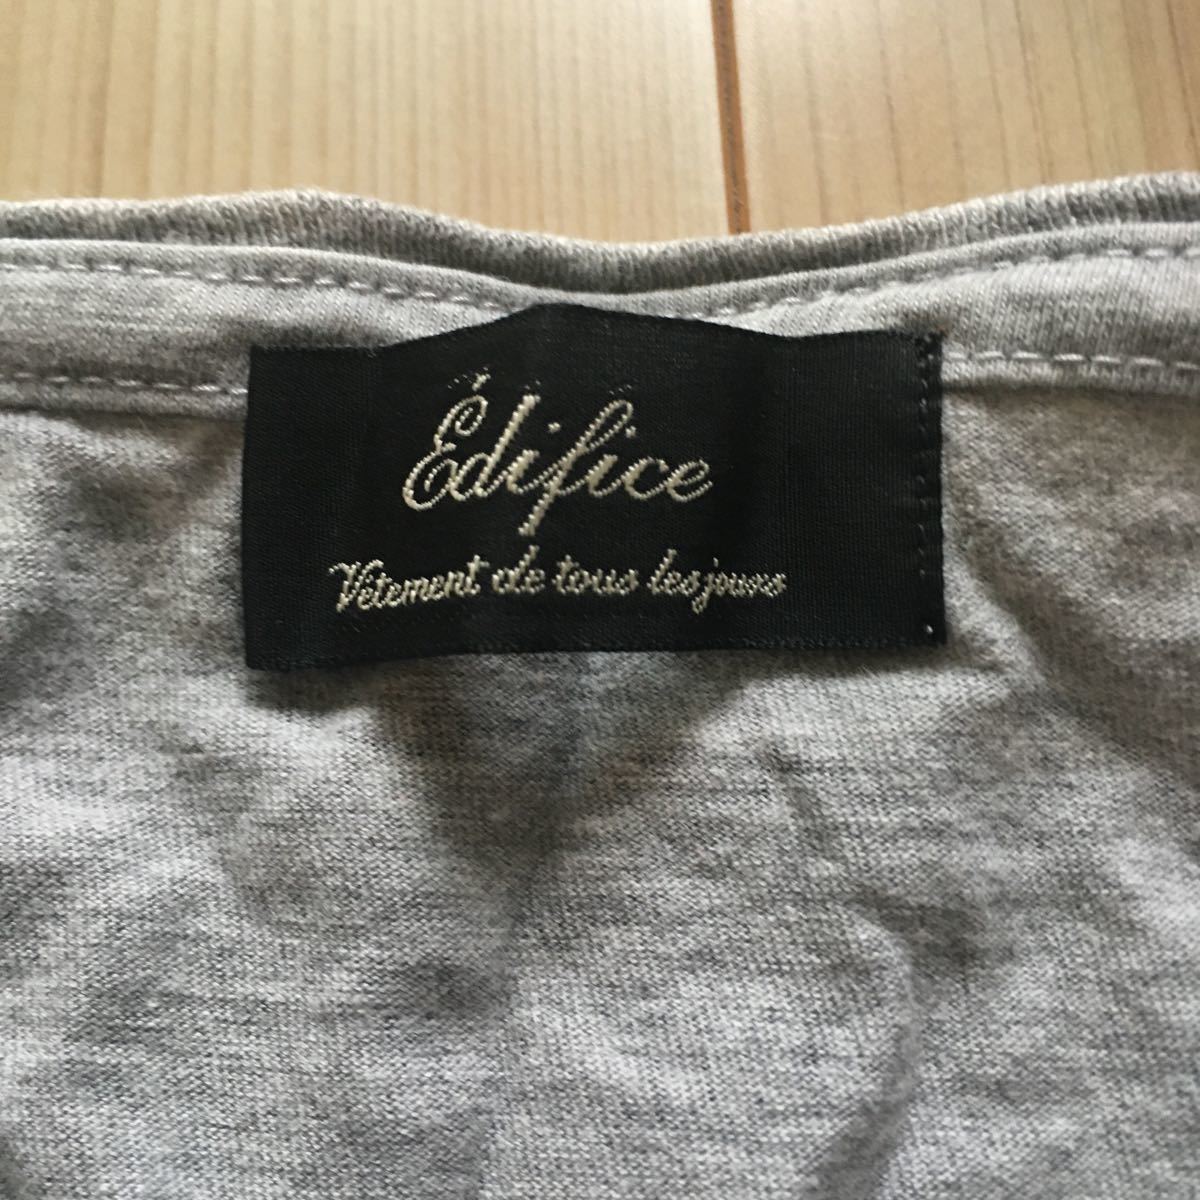 Édifice
Vêtement de tous les jours